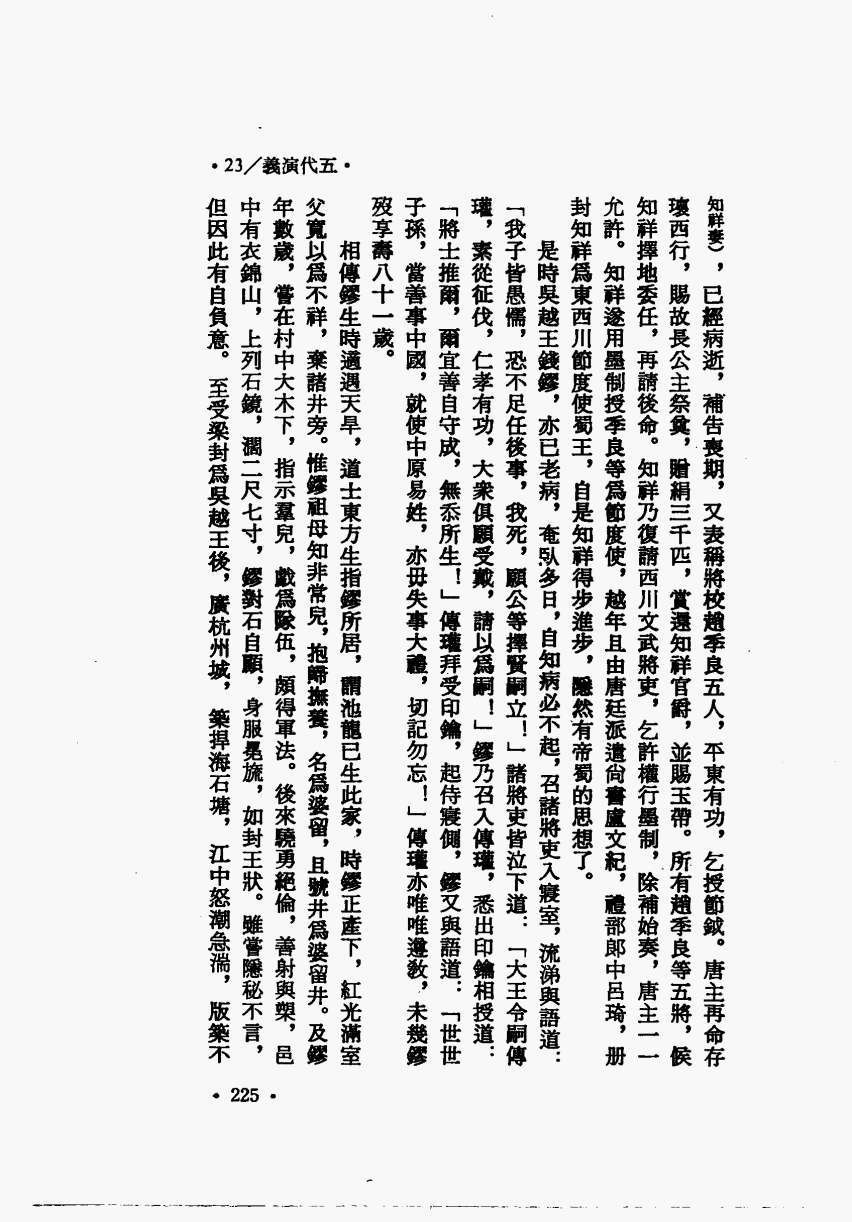 •23/義演代五•
知祥妻），已經病逝，補告喪期，又表稱將校趙季良五人，平東有功，乞授節鉞。唐主再命存
瓌西行，賜故長公主祭奠，贈絹三千匹，賞還知祥官爵，並賜玉帶。所有趙季良等五將，候
知祥擇地委任，再請後命。知祥乃復請西川文武將吏，乞許權行墨制，除補始奏，唐主一一
允許。知祥遂用墨制授季良等爲節度使，越年且由唐廷派遣尙書盧文紀，禮部郎中呂琦，册
封知祥爲東西川節度使蜀王，自是知祥得步進步，隱然有帝蜀的思想了。
是時吳越王錢鏐，亦已老病，奄臥多日，自知病必不起，召諸將吏入寢室，流涕與語道：
「我子皆愚懦，恐不足任後事，我死，願公等擇賢嗣立！」諸將吏皆泣下道：「大王令嗣傳
瓘，素從征伐，仁孝有功，大衆俱願受戴，請以爲嗣！」鏐乃召入傳瓘，悉出印鑰相授道：
「將士推爾，爾宜善自守成，無忝所生！」傳瓘拜受印鑰，起侍寢側，鏐又與語道：「世世
子孫，當善事中國，就使中原易姓，亦毋失事大禮，切記勿忘！」傳瓘亦唯唯遵敎，未幾鏐
歿享壽八十一歲。
相傳鏐生時適遇天旱，道士東方生指鏐所居，謂池龍已生此家，時鏐正產下，紅光滿室
父寬以爲不祥，棄諸井旁。惟鏐祖母知非常兒，抱歸撫養，名爲婆留，且號井爲婆留井。及鏐
年數歲，嘗在村中大木下，指示羣兒，戲爲隊伍，頗得軍法。後來驍勇絕倫，善射與槊，邑
中有衣錦山，上列石鏡，濶二尺七寸，鏐對石自顧，身服冕旒，如封王狀。雖嘗隱秘不言，
但因此有自負意。至受梁封爲吳越王後，廣杭州城，築捍海石塘，江中怒潮急湍，版築不
•225•